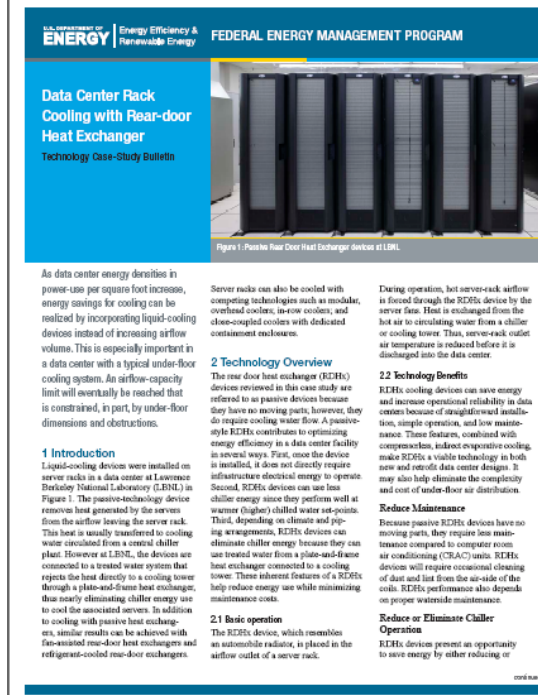 U.S. DEPARTMENT OF
ENERGY
Energy Efficiency &
Renewable Energy
FEDERAL ENERGY MANAGEMENT PROGRAM
Data Center Rack
Cooling with Rear-door
Heat Exchanger
Technology Case-Study Bulletin
Figure 1: Passive Rear Door Heat Exchanger devices at LBNL
As data center energy densities in
power-use per square foot increase,
energy savings for cooling can be
realized by incorporating liquid-cooling
devices instead of increasing airflow
volume. This is especially important in
a data center with a typical under-floor
cooling system. An airflow-capacity
limit will eventually be reached that
is constrained, in part, by under-floor
dimensions and obstructions.
1 Introduction
Liquid-cooling devices were installed on
server racks in a data center at Lawrence
Berkeley National Laboratory (LBNL) in
Figure 1. The passive-technology device
removes heat generated by the servers
from the airflow leaving the server rack.
This heat is usually transferred to cooling
water circulated from a central chiller
plant. However at LBNL, the devices are
connected to a treated water system that
rejects the heat directly to a cooling tower
through a plate-and-frame heat exchanger,
thus nearly eliminating chiller energy use
to cool the associated servers. In addition
to cooling with passive heat exchang-
ers, similar results can be achieved with
fan-assisted rear-door heat exchangers and
refrigerant-cooled rear-door exchangers.
Server racks can also be cooled with
competing technologies such as modular,
overhead coolers; in-row coolers; and
close-coupled coolers with dedicated
containment enclosures.
2 Technology Overview
The rear door heat exchanger (RDHx)
devices reviewed in this case study are
referred to as passive devices because
they have no moving parts; however, they
do require cooling water flow. A passive-
style RDHx contributes to optimizing
energy efficiency in a data center facility
in several ways. First, once the device
is installed, it does not directly require
infrastructure electrical energy to operate.
Second, RDHx devices can use less
chiller energy since they perform well at
warmer (higher) chilled water set-points.
Third, depending on climate and pip-
ing arrangements, RDHx devices can
eliminate chiller energy because they can
use treated water from a plate-and-frame
heat exchanger connected to a cooling
tower. These inherent features of a RDHx
help reduce energy use while minimizing
maintenance costs.
2.1 Basic operation
The RDHx device, which resembles
an automobile radiator, is placed in the
airflow outlet of a server rack.
During operation, hot server-rack airflow
is forced through the RDHx device by the
server fans. Heat is exchanged from the
hot air to circulating water from a chiller
or cooling tower. Thus, server-rack outlet
air temperature is reduced before it is
discharged into the data center.
2.2 Technology Benefits
RDHx cooling devices can save energy
and increase operational reliability in data
centers because of straightforward installa-
tion, simple operation, and low mainte-
nance. These features, combined with
compressorless, indirect evaporative cooling,
make RDHx a viable technology in both
new and retrofit data center designs. It
may also help eliminate the complexity
and cost of under-floor air distribution.
Reduce Maintenance
Because passive RDHx devices have no
moving parts, they require less main-
tenance compared to computer room
air conditioning (CRAC) units. RDHx
devices will require occasional cleaning
of dust and lint from the air-side of the
coils. RDHx performance also depends
on proper waterside maintenance.
Reduce or Eliminate Chiller
Operation
RDHx devices present an opportunity
to save energy by either reducing or